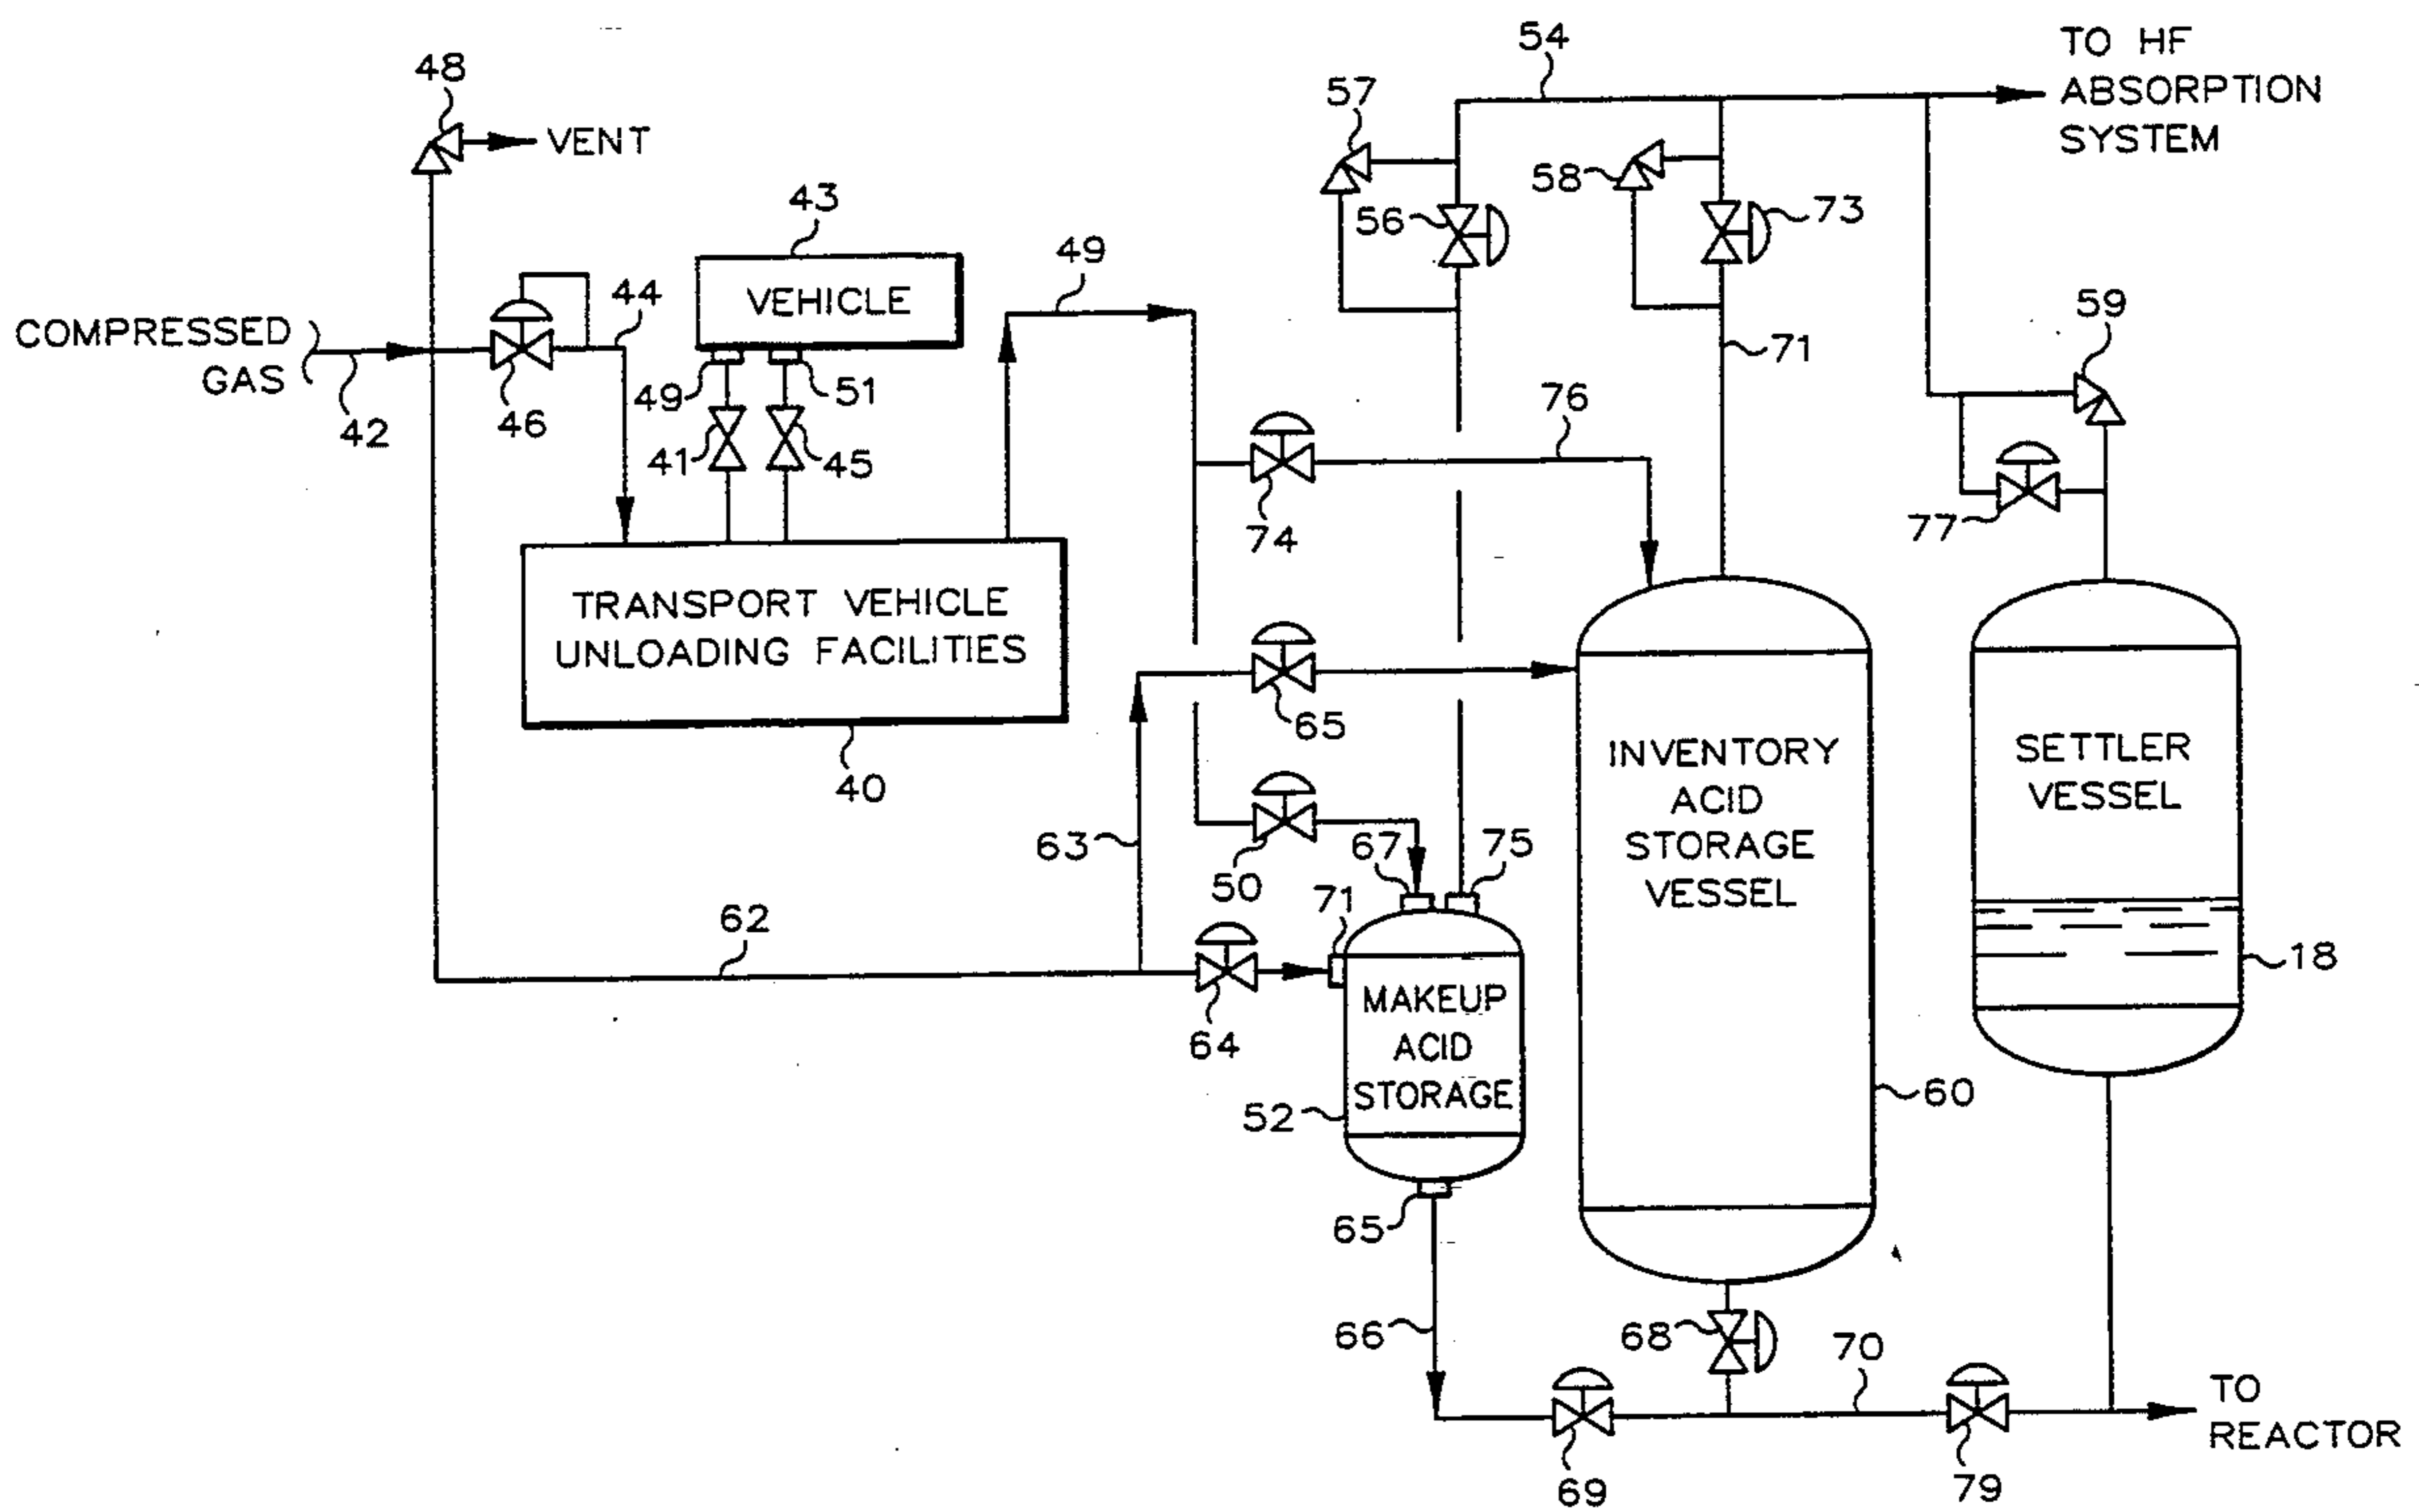 54
TO HF
ABSORPTION
SYSTEM
48
57
VENT
58
43
56
73
49
44
VEHICLE
59
COMPRESSED
GAS
71
49
51
76
42
46
41
45
74
77
TRANSPORT VEHICLE
UNLOADING FACILITIES
65
40
INVENTORY
ACID
STORAGE
VESSEL
SETTLER
VESSEL
63
67
75
50
71
62
18
MAKEUP
ACID
STORAGE
64
52
60
65
66
68
70
TO
REACTOR
69
79